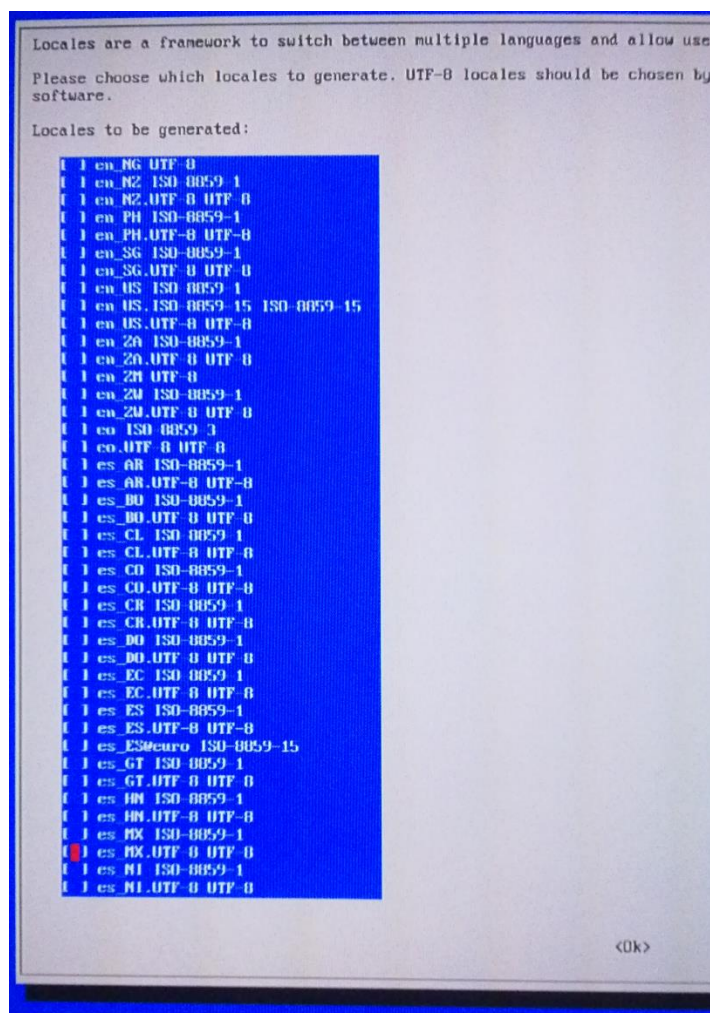 Locales are a framework to switch between multiple languages and allow use
Please choose which locales to generate. UTF-8 locales should be chosen by
software.
Locales to be generated:
[ ] en_NG UTF-8
[ ] en_NZ ISO-8859-1
[ ] en_NZ.UTF-8 UTF-8
[ ] en_PH ISO-8859-1
[ ] en_PH.UTF-8 UTF-8
[ ] en_SG ISO-8859-1
[ ] en_SG.UTF-8 UTF-8
[ ] en_US ISO-8859-1
[ ] en_US.ISO-8859-15 ISO-8859-15
[ ] en_US.UTF-8 UTF-8
[ ] en_ZA ISO-8859-1
[ ] en_ZA.UTF-8 UTF-8
[ ] en_ZM UTF-8
[ ] en_ZW ISO-8859-1
[ ] en_ZW.UTF-8 UTF-8
[ ] eo ISO-8859-3
[ ] eo.UTF-8 UTF-8
[ ] es_AR ISO-8859-1
[ ] es_AR.UTF-8 UTF-8
[ ] es_BO ISO-8859-1
[ ] es_BO.UTF-8 UTF-8
[ ] es_CL ISO-8859-1
[ ] es_CL.UTF-8 UTF-8
[ ] es_CO ISO-8859-1
[ ] es_CO.UTF-8 UTF-8
[ ] es_CR ISO-8859-1
[ ] es_CR.UTF-8 UTF-8
[ ] es_DO ISO-8859-1
[ ] es_DO.UTF-8 UTF-8
[ ] es_EC ISO-8859-1
[ ] es_EC.UTF-8 UTF-8
[ ] es_ES ISO-8859-1
[ ] es_ES.UTF-8 UTF-8
[ ] es_ES@euro ISO-8859-15
[ ] es_GT ISO-8859-1
[ ] es_GT.UTF-8 UTF-8
[ ] es_HN ISO-8859-1
[ ] es_HN.UTF-8 UTF-8
[ ] es_MX ISO-8859-1
[ ] es_MX.UTF-8 UTF-8
[ ] es_NI ISO-8859-1
[ ] es_NI.UTF-8 UTF-8
<Ok>